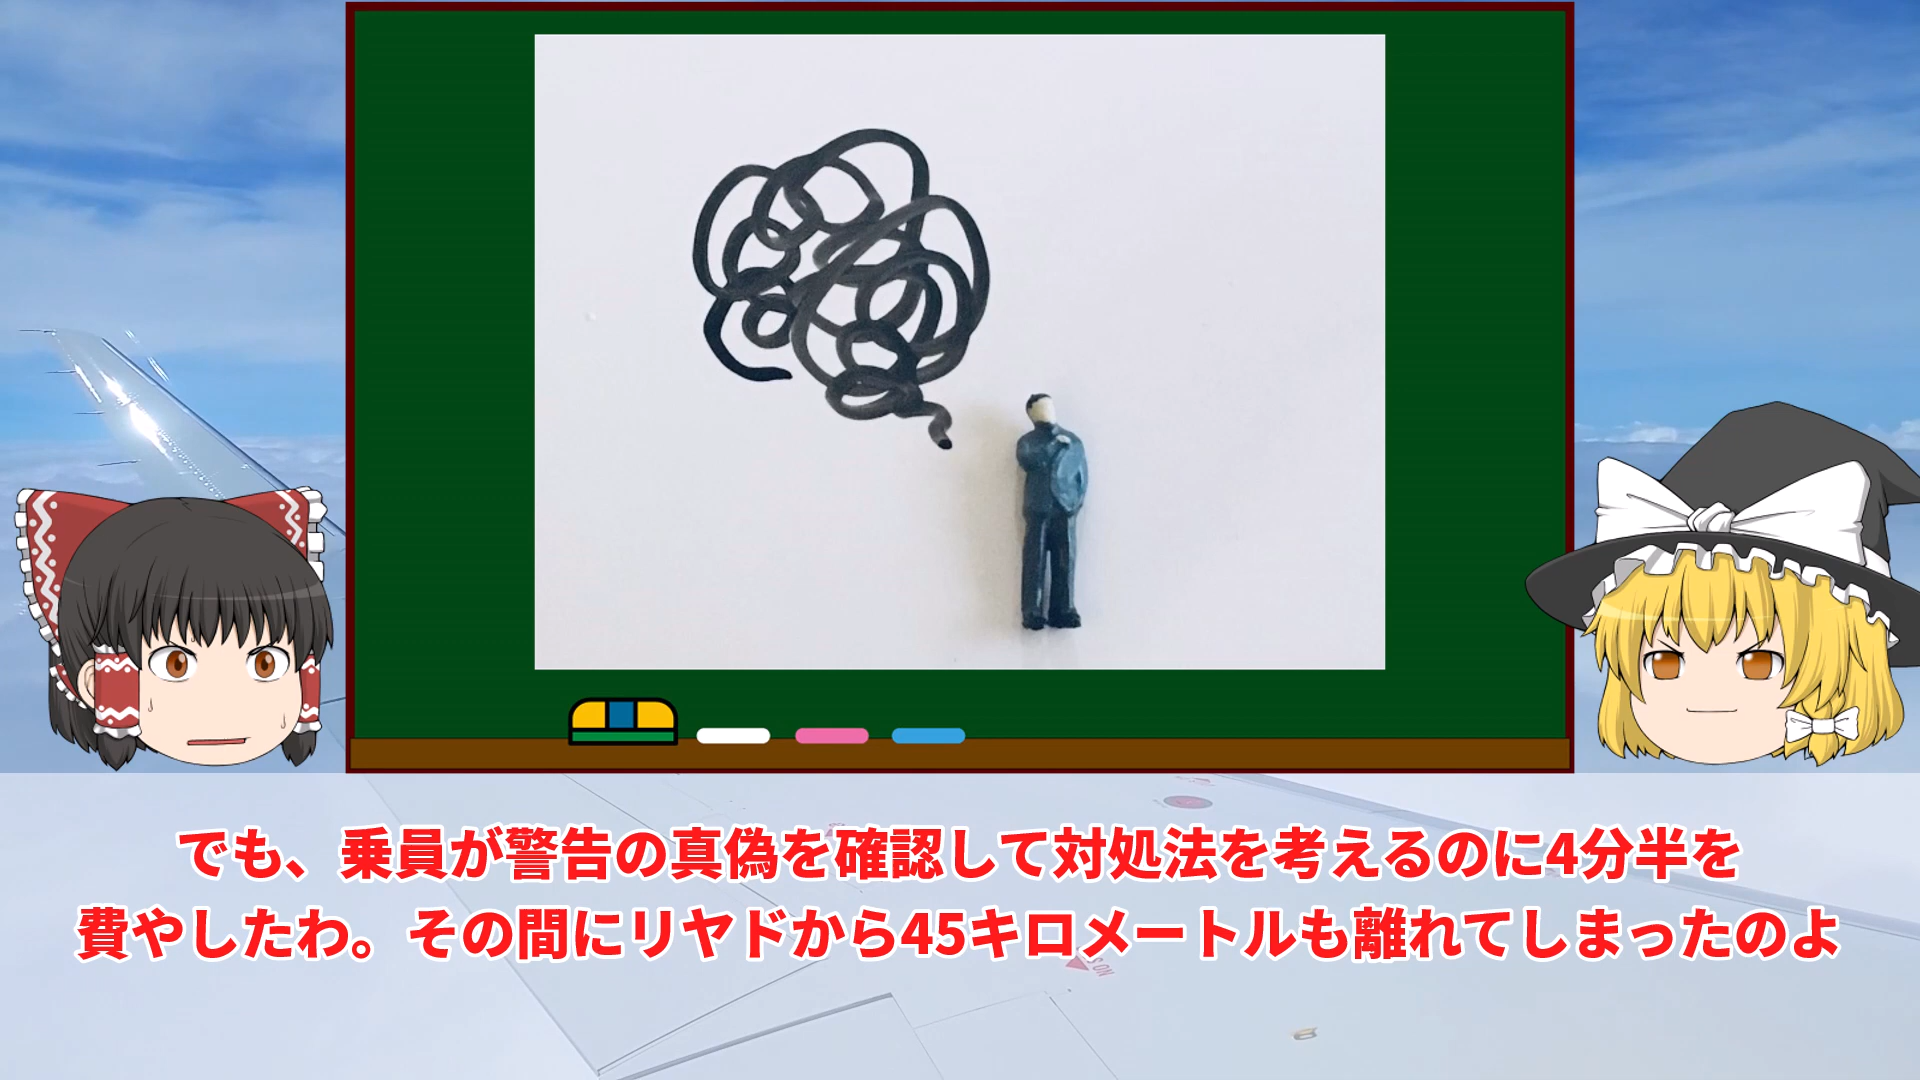 でも、乗員が警告の真偽を確認して対処法を考えるのに4分半を
費やしたわ。その間にリヤドから45キロメートルも離れてしまったのよ